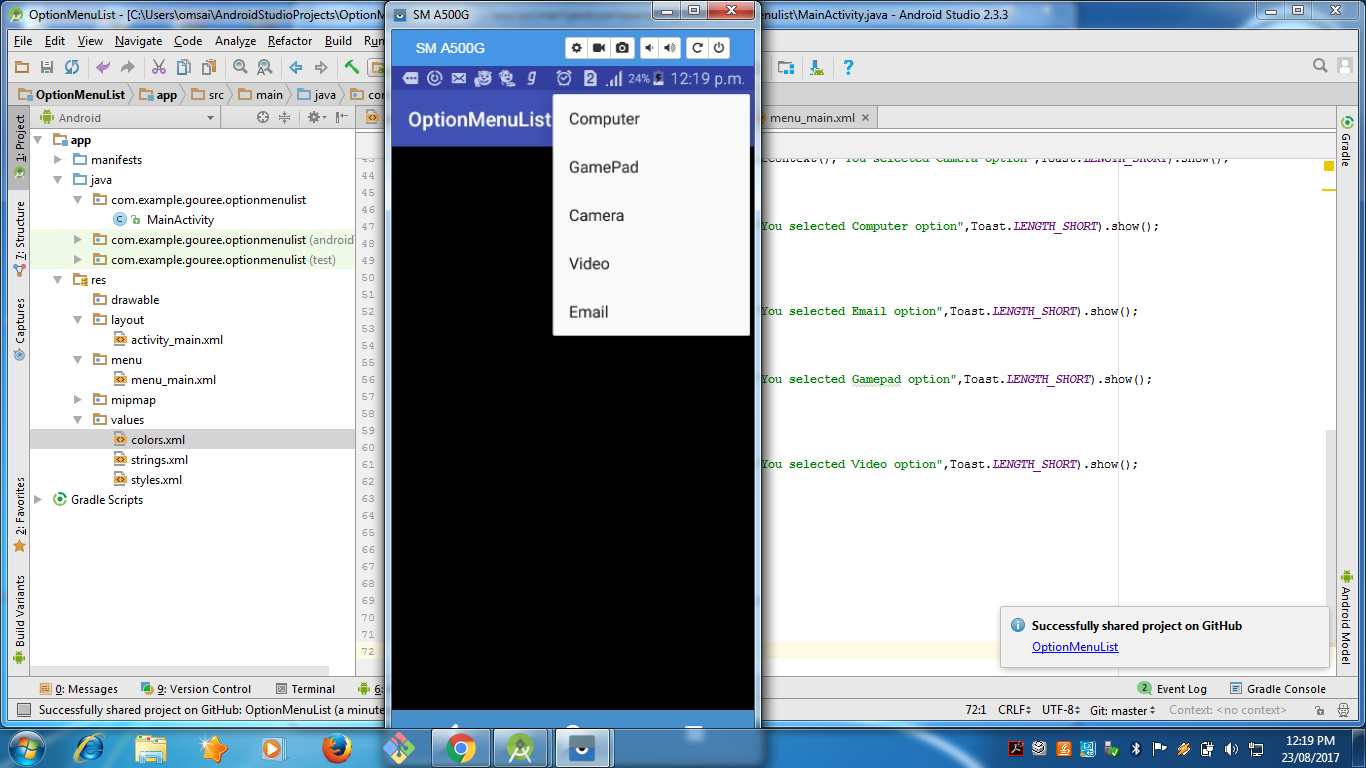 OptionMenuList - [C:\Users\omsai\AndroidStudioProjects\OptionM
SM A500G
nulist\MainActivity.java - Android Studio 2.3.3
File Edit View Navigate Code Analyze Refactor Build Run
SM A500G
24% 12:19 p.m.
OptionMenuList app src main java
OptionMenuList
Computer
GamePad
Camera
Video
Email
Android
menu_main.xml
1: Project
7: Structure
Captures
2: Favorites
Build Variants
app
manifests
java
com.example.gouree.optionmenulist
MainActivity
com.example.gouree.optionmenulist (android
com.example.gouree.optionmenulist (test)
res
drawable
layout
activity_main.xml
menu
menu_main.xml
mipmap
values
colors.xml
strings.xml
styles.xml
Gradle Scripts
43
44
45
46
47
48
49
50
51
52
53
54
55
56
57
58
59
60
61
62
63
64
65
66
67
68
69
70
71
72
You selected Camera option",Toast.LENGTH_SHORT).show();
You selected Computer option",Toast.LENGTH_SHORT).show();
You selected Email option",Toast.LENGTH_SHORT).show();
You selected Gamepad option",Toast.LENGTH_SHORT).show();
You selected Video option",Toast.LENGTH_SHORT).show();
Gradle
Android Model
Successfully shared project on GitHub
OptionMenuList
0: Messages 9: Version Control Terminal 6: 2 Event Log Gradle Console
Successfully shared project on GitHub: OptionMenuList (a minute 72:1 CRLF UTF-8 Git: master Context: <no context>
12:19 PM
23/08/2017